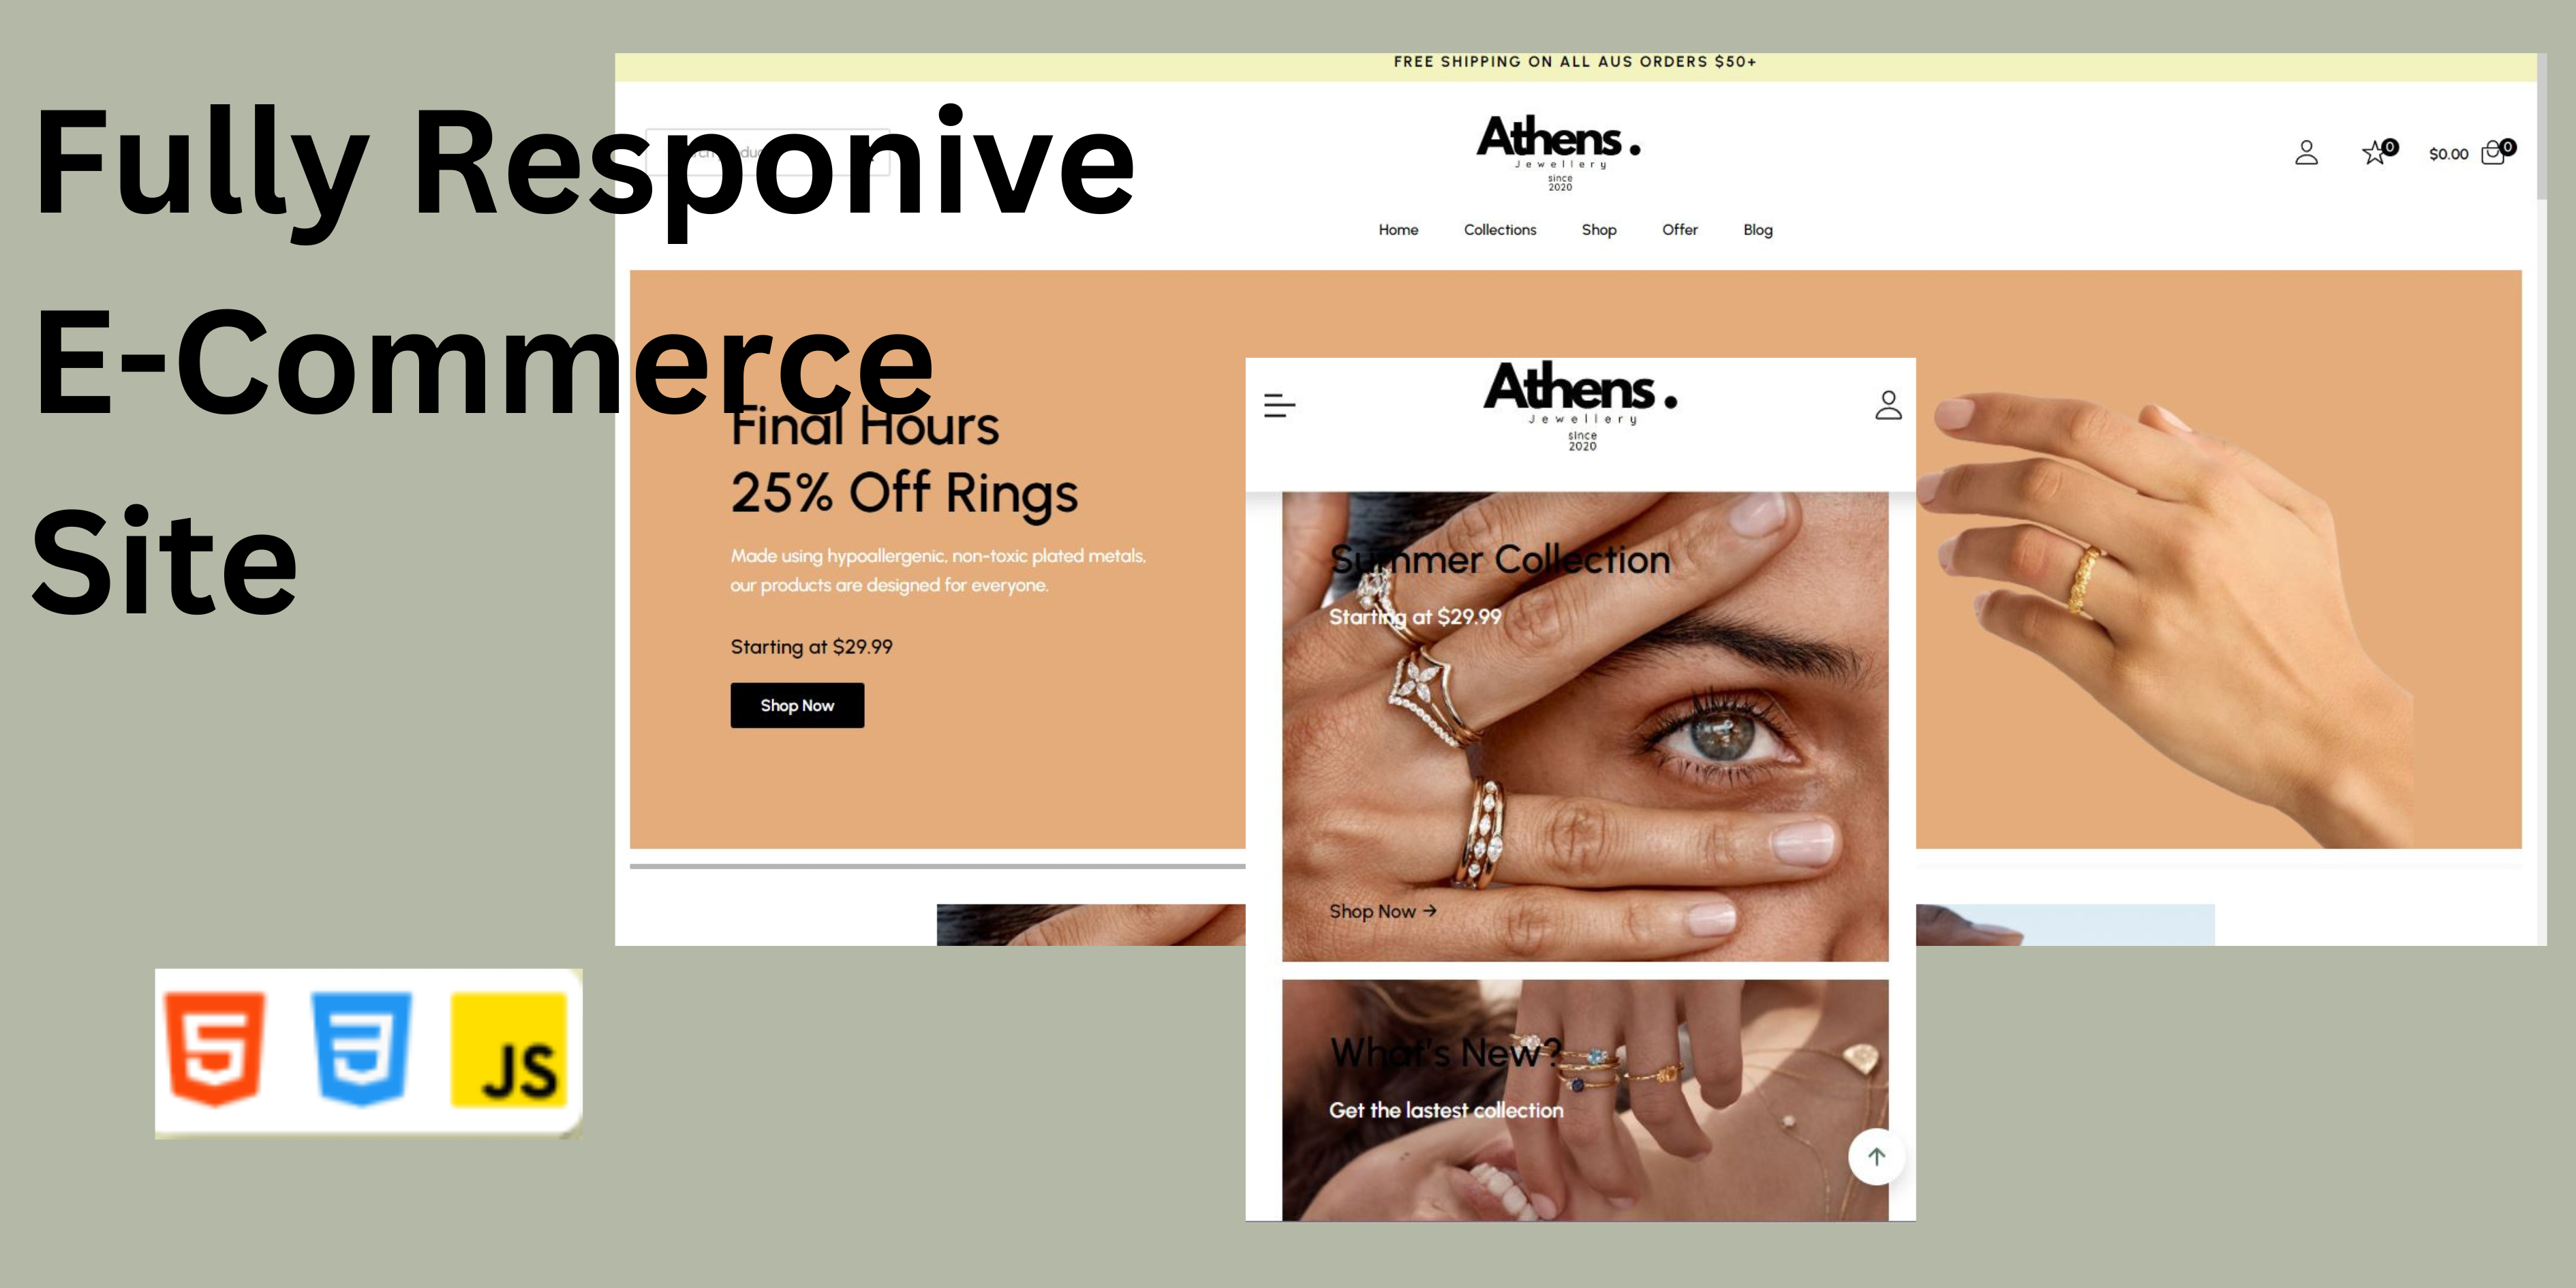 Fully Responive
E-Commerce
Site
FREE SHIPPING ON ALL AUS ORDERS $50+
Athens.
Jewellery
since
2020
0
$0.00
0
Home
Collections
Shop
Offer
Blog
Final Hours
25% Off Rings
Made using hypoallergenic, non-toxic plated metals,
our products are designed for everyone.
Starting at $29.99
Shop Now
Athens.
Jewellery
since
2020
Summer Collection
Starting at $29.99
Shop Now →
What's New?
Get the lastest collection
5
3
JS